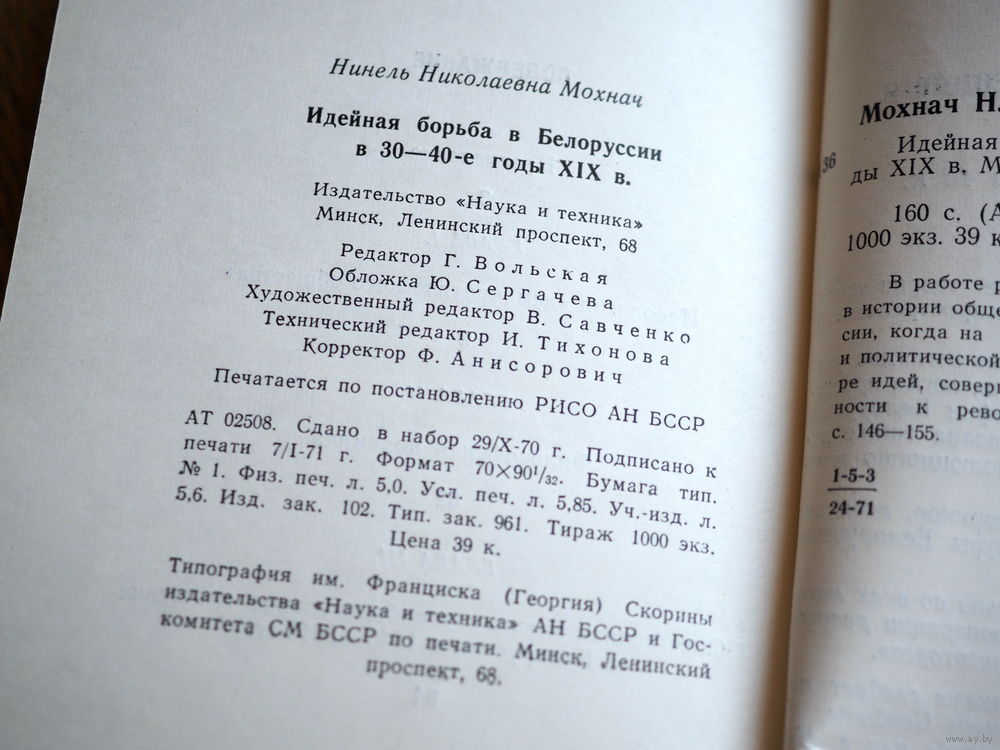 Нинель Николаевна Мохнач
Идейная борьба в Белоруссии
в 30—40-е годы XIX в.
Издательство «Наука и техника»
Минск, Ленинский проспект, 68
Редактор Г. Вольская
Обложка Ю. Сергачева
Художественный редактор В. Савченко
Технический редактор И. Тихонова
Корректор Ф. Анисорович
Печатается по постановлению РИСО АН БССР
АТ 02508. Сдано в набор 29/X-70 г. Подписано к
печати 7/I-71 г. Формат 70×90¹/₃₂. Бумага тип.
№ 1. Физ. печ. л. 5,0. Усл. печ. л. 5,85. Уч.-изд. л.
5,6. Изд. зак. 102. Тип. зак. 961. Тираж 1000 экз.
Цена 39 к.
Типография им. Франциска (Георгия) Скорины
издательства «Наука и техника» АН БССР и Гос-
комитета СМ БССР по печати. Минск, Ленинский
проспект, 68.
Мохнач Н.
Идейная
ды XIX в. М
160 с. (А
1000 экз. 39 к
В работе р
в истории обще
сии, когда на
и политической
ре идей, соверш
ности к рево
с. 146—155.
1-5-3
24-71
www.ay.by